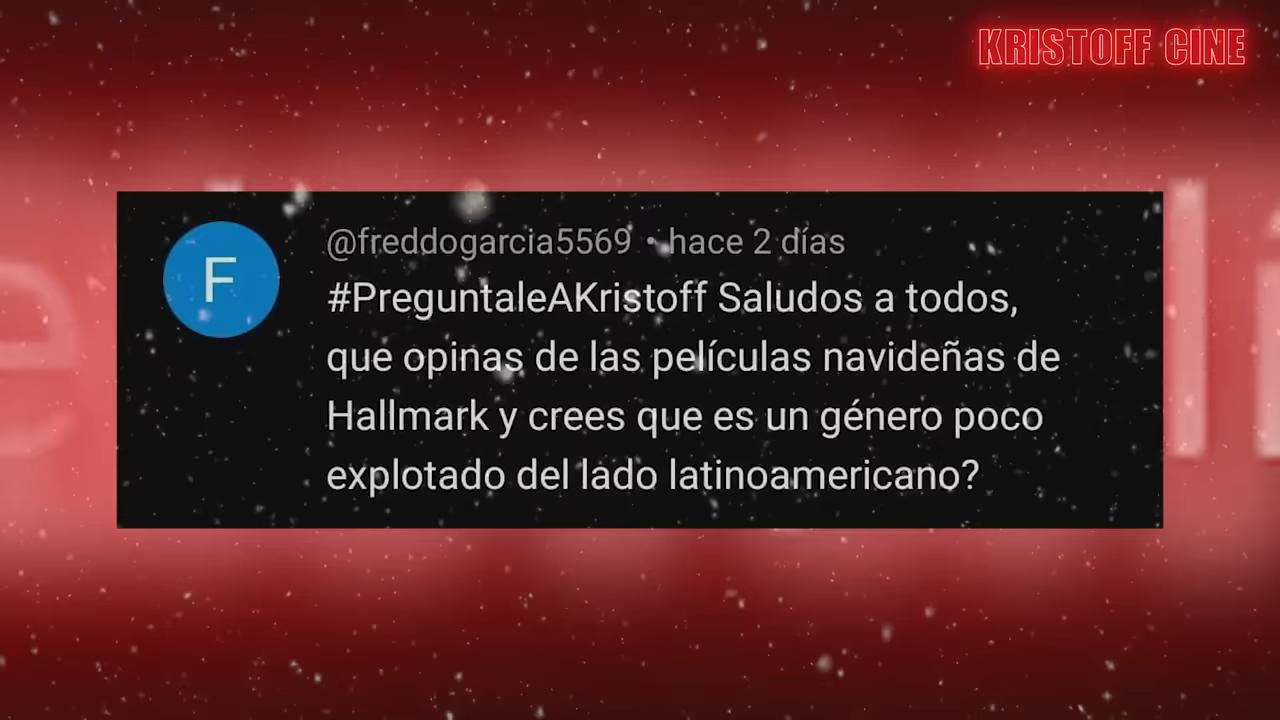 KRISTOFF CINE
F
@freddogarcia5569 • hace 2 días
#PreguntaleAKristoff Saludos a todos,
que opinas de las películas navideñas de
Hallmark y crees que es un género poco
explotado del lado latinoamericano?